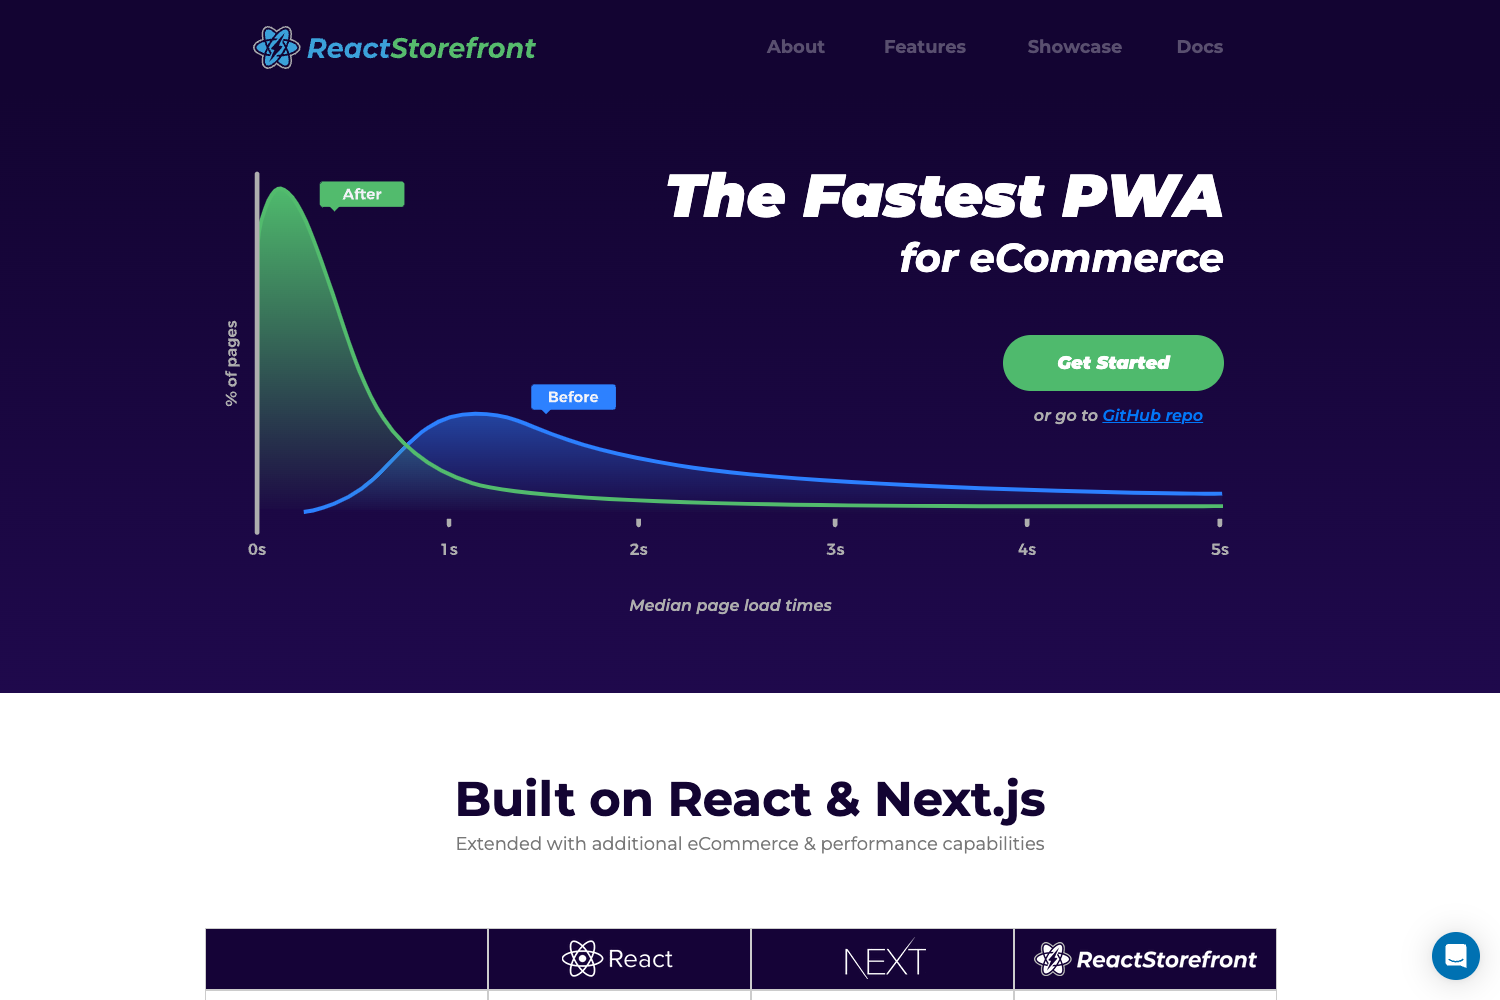 ReactStorefront
About Features Showcase Docs
After
The Fastest PWA
for eCommerce
% of pages
Get Started
Before
or go to GitHub repo
0s 1s 2s 3s 4s 5s
Median page load times
Built on React & Next.js
Extended with additional eCommerce & performance capabilities
React NEXT ReactStorefront